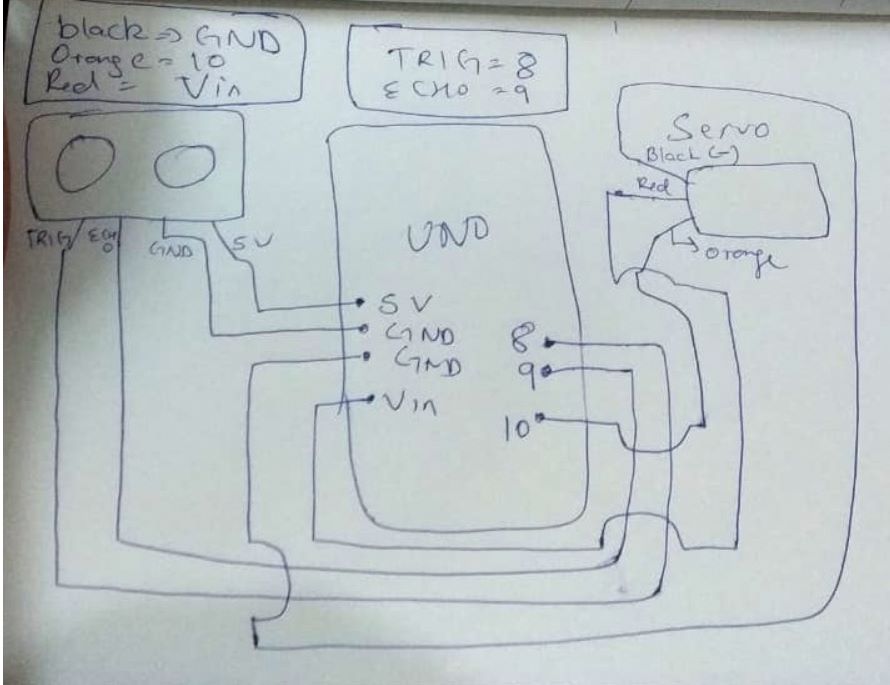 black => GND
Orange = 10
Red = Vin
TRIG = 8
ECHO = 9
Servo
Black (-)
Red
Orange
TRIG
ECHO
GND
5V
UNO
5V
GND
GND
Vin
8
9
10